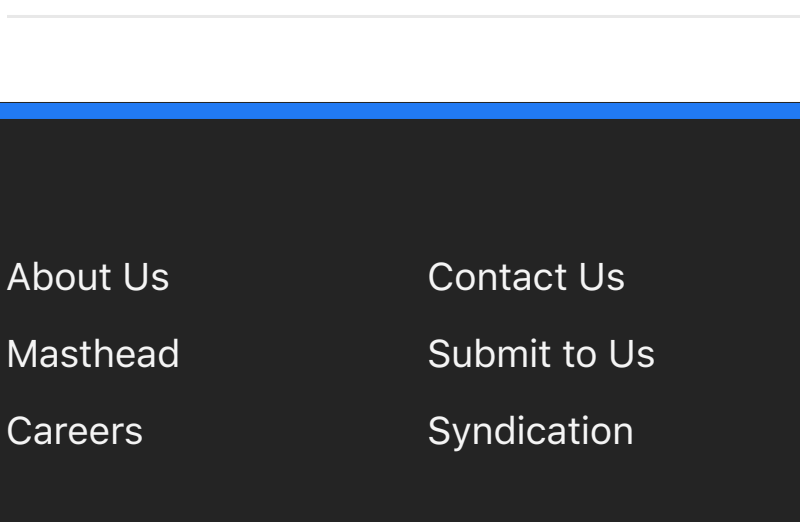 About Us
Contact Us
Masthead
Submit to Us
Careers
Syndication